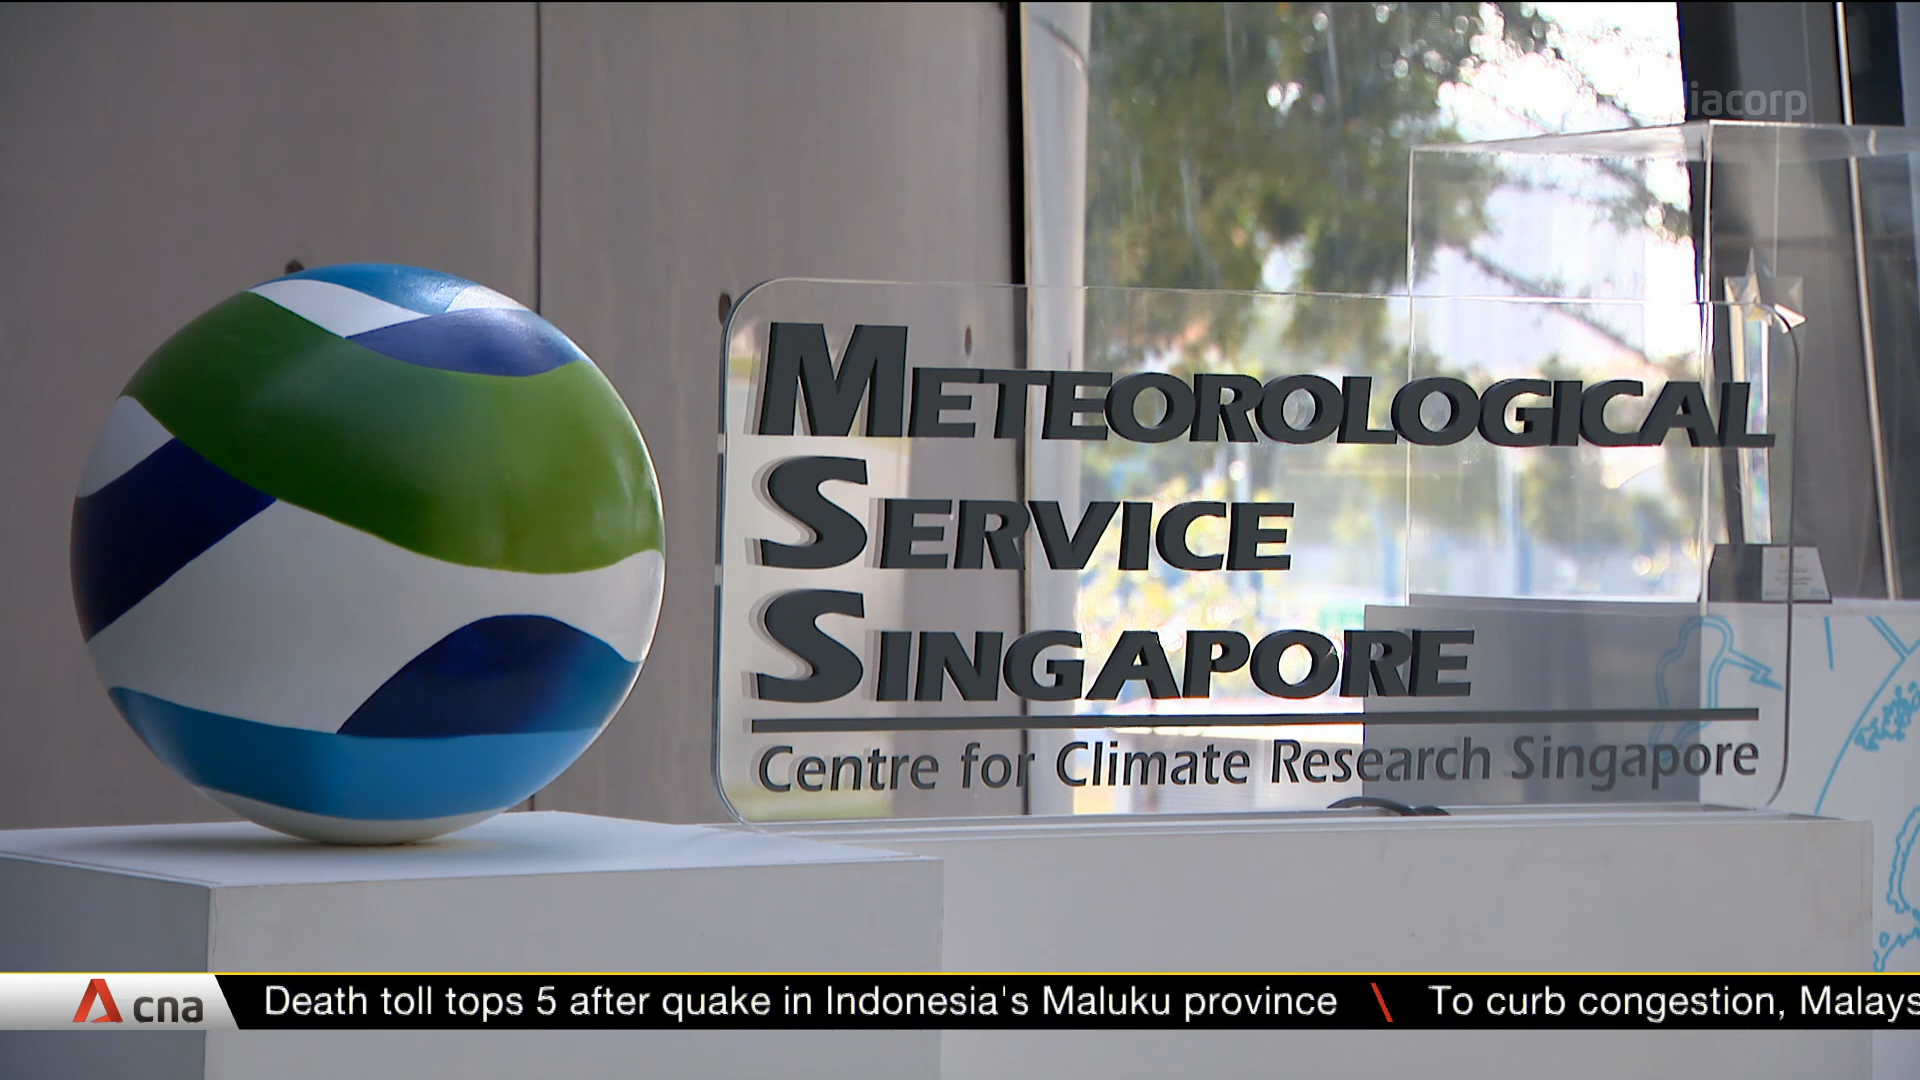 iacorp
METEOROLOGICAL
SERVICE
SINGAPORE
Centre for Climate Research Singapore
cna
Death toll tops 5 after quake in Indonesia's Maluku province \ To curb congestion, Malays